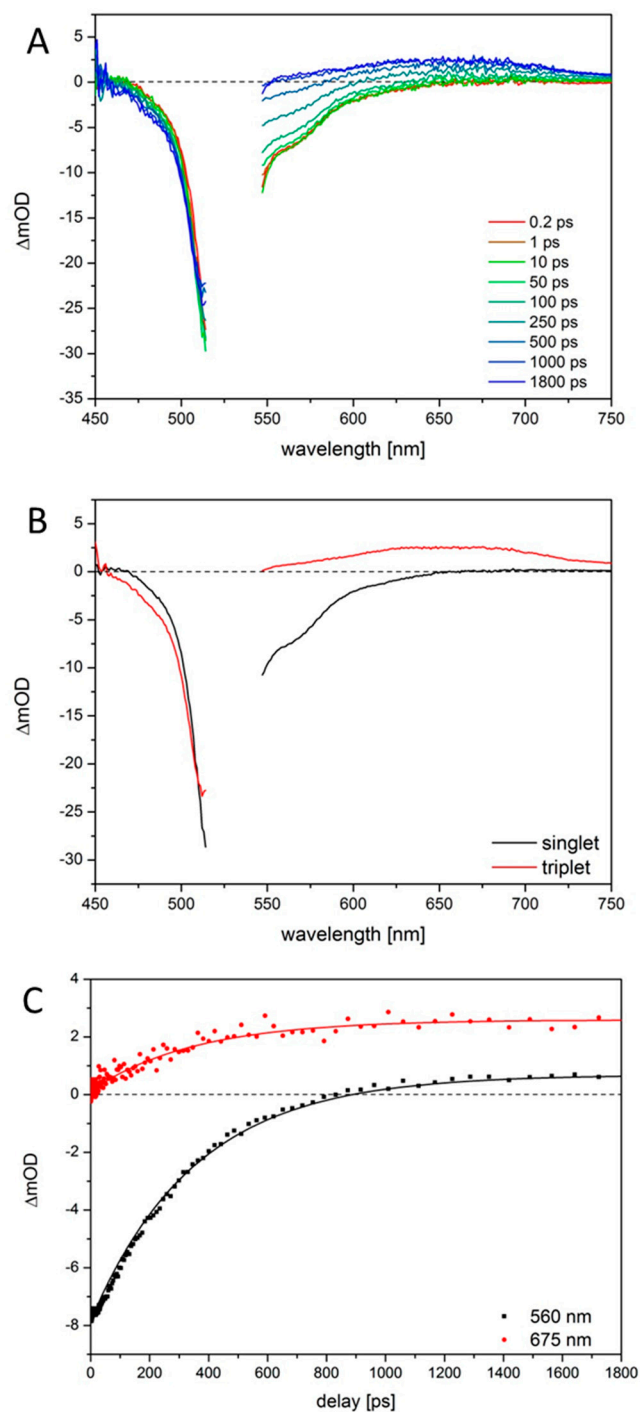 A
5
0
-5
-10
-15
-20
-25
-30
-35
ΔmOD
0.2 ps
1 ps
10 ps
50 ps
100 ps
250 ps
500 ps
1000 ps
1800 ps
450 500 550 600 650 700 750
wavelength [nm]
B
5
0
-5
-10
-15
-20
-25
-30
ΔmOD
singlet
triplet
450 500 550 600 650 700 750
wavelength [nm]
C
4
2
0
-2
-4
-6
-8
ΔmOD
560 nm
675 nm
0 200 400 600 800 1000 1200 1400 1600 1800
delay [ps]